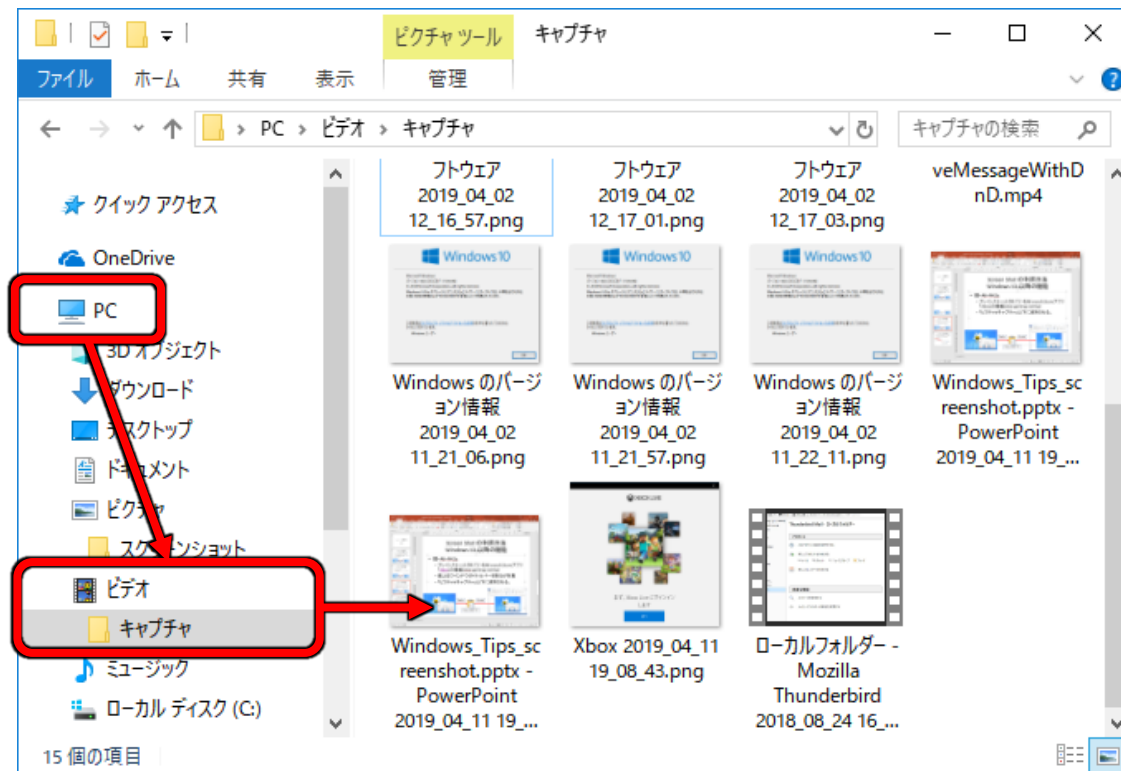 ピクチャ ツール キャプチャ
ファイル ホーム 共有 表示 管理
PC ビデオ キャプチャ キャプチャの検索
クイック アクセス
OneDrive
PC
3D オブジェクト
ダウンロード
デスクトップ
ドキュメント
ピクチャ
スクリーンショット
ビデオ
キャプチャ
ミュージック
ローカル ディスク (C:)
フトウェア
2019_04_02
12_16_57.png
フトウェア
2019_04_02
12_17_01.png
フトウェア
2019_04_02
12_17_03.png
veMessageWithD
nD.mp4
Windows 10
Windows のバージ
ョン情報
2019_04_02
11_21_06.png
Windows 10
Windows のバージ
ョン情報
2019_04_02
11_21_57.png
Windows 10
Windows のバージ
ョン情報
2019_04_02
11_22_11.png
Windows_Tips_sc
reenshot.pptx -
PowerPoint
2019_04_11 19_...
Windows_Tips_sc
reenshot.pptx -
PowerPoint
2019_04_11 19_...
XBOX LIVE
Xbox 2019_04_11
19_08_43.png
ローカルフォルダー -
Mozilla
Thunderbird
2018_08_24 16_...
15 個の項目